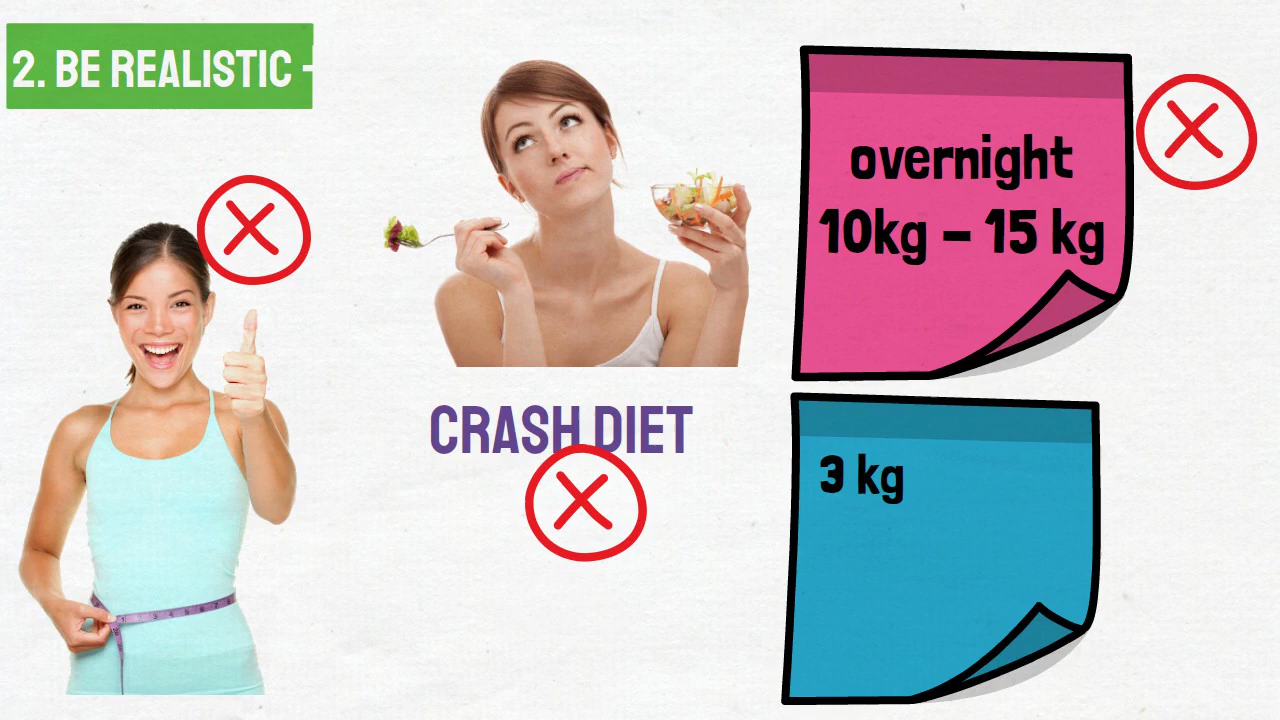 2. BE REALISTIC -
CRASH DIET
overnight
10kg – 15 kg
3 kg